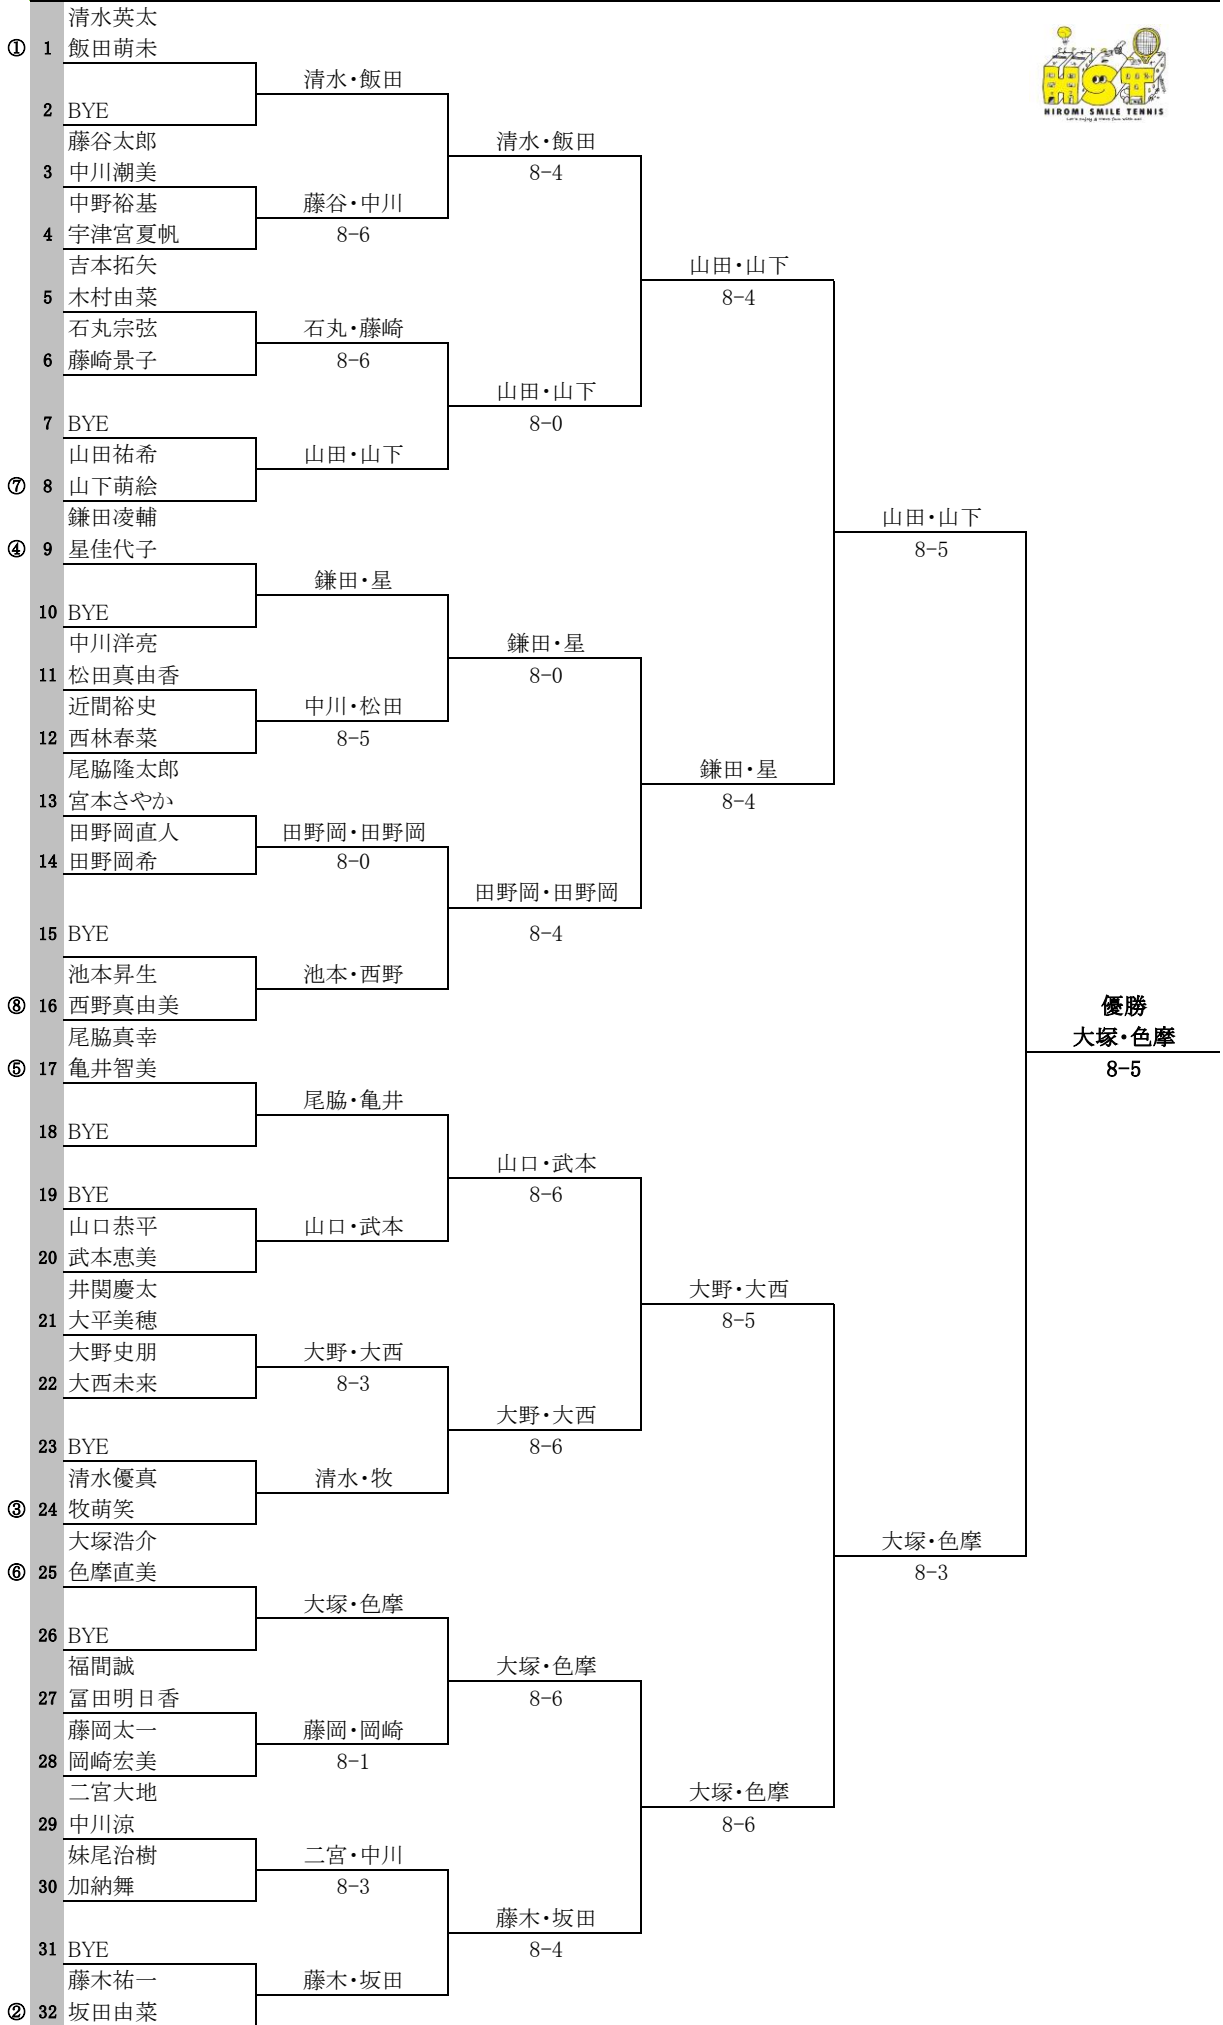 清水英太
① 1 飯田萌未
清水・飯田
2 BYE
藤谷太郎
清水・飯田
3 中川潮美
8-4
中野裕基
藤谷・中川
4 宇津宮夏帆
8-6
吉本拓矢
山田・山下
5 木村由菜
8-4
石丸宗弦
石丸・藤崎
6 藤崎景子
8-6
山田・山下
7 BYE
8-0
山田祐希
山田・山下
⑦ 8 山下萌絵
鎌田凌輔
山田・山下
④ 9 星佳代子
8-5
鎌田・星
10 BYE
中川洋亮
鎌田・星
11 松田真由香
8-0
近間裕史
中川・松田
12 西林春菜
8-5
尾脇隆太郎
鎌田・星
13 宮本さやか
8-4
田野岡直人
田野岡・田野岡
14 田野岡希
8-0
田野岡・田野岡
15 BYE
8-4
池本昇生
池本・西野
⑧ 16 西野真由美
優勝
尾脇真幸
大塚・色摩
⑤ 17 亀井智美
8-5
尾脇・亀井
18 BYE
山口・武本
19 BYE
8-6
山口恭平
山口・武本
20 武本恵美
井関慶太
大野・大西
21 大平美穂
8-5
大野史朋
大野・大西
22 大西未来
8-3
大野・大西
23 BYE
8-6
清水優真
清水・牧
③ 24 牧萌笑
大塚浩介
大塚・色摩
⑥ 25 色摩直美
8-3
大塚・色摩
26 BYE
福間誠
大塚・色摩
27 冨田明日香
8-6
藤岡太一
藤岡・岡崎
28 岡崎宏美
8-1
二宮大地
大塚・色摩
29 中川涼
8-6
妹尾治樹
二宮・中川
30 加納舞
8-3
藤木・坂田
31 BYE
8-4
藤木祐一
藤木・坂田
② 32 坂田由菜
HST
HIROMI SMILE TENNIS